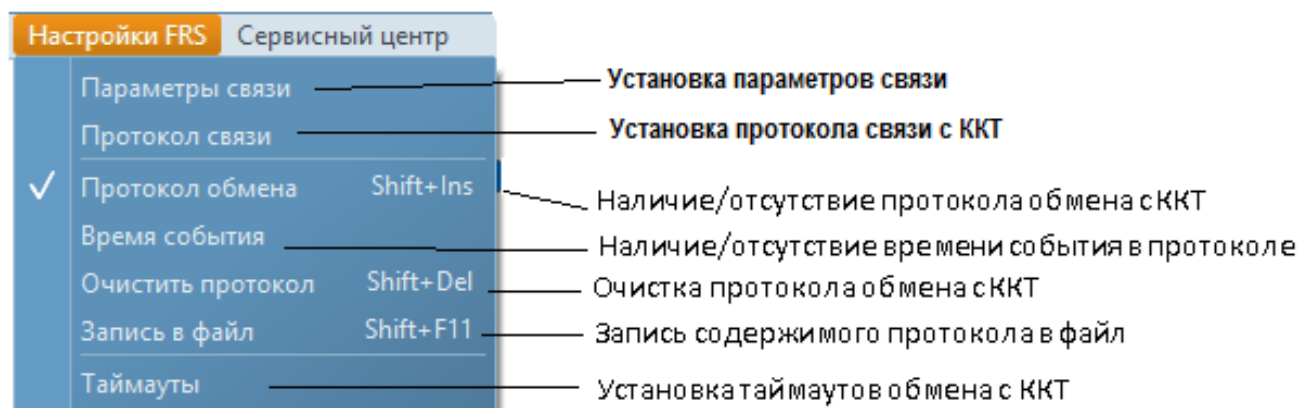 Настройки FRS Сервисный центр
Параметры связи Установка параметров связи
Протокол связи Установка протокола связи с ККТ
Протокол обмена Shift+Ins Наличие/отсутствие протокола обмена с ККТ
Время события Наличие/отсутствие времени события в протоколе
Очистить протокол Shift+Del Очистка протокола обмена с ККТ
Запись в файл Shift+F11 Запись содержимого протокола в файл
Таймауты Установка таймаутов обмена с ККТ